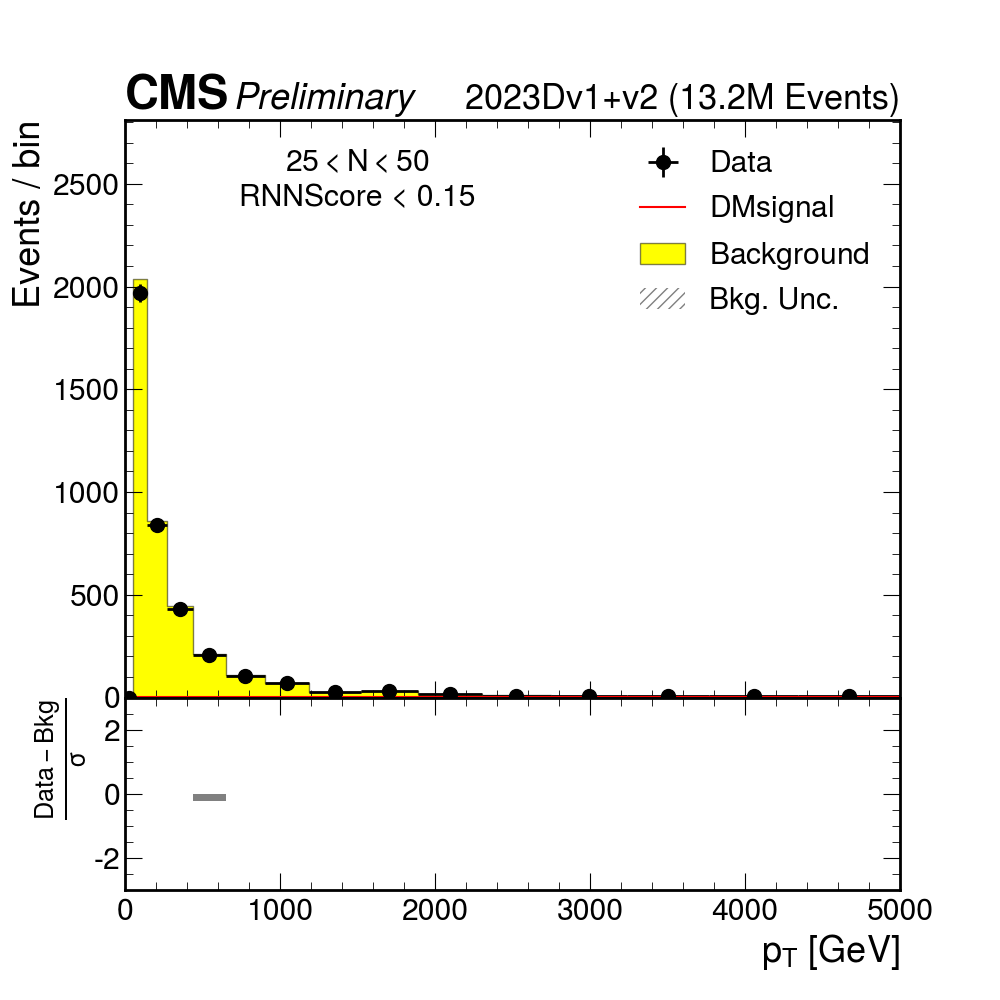 CMS Preliminary 2023Dv1+v2 (13.2M Events)
Events / bin
25 < N < 50
RNNScore < 0.15
Data
DMsignal
Background
Bkg. Unc.
2500
2000
1500
1000
500
0
Data – Bkg
σ
2
0
-2
0 1000 2000 3000 4000 5000
pT [GeV]